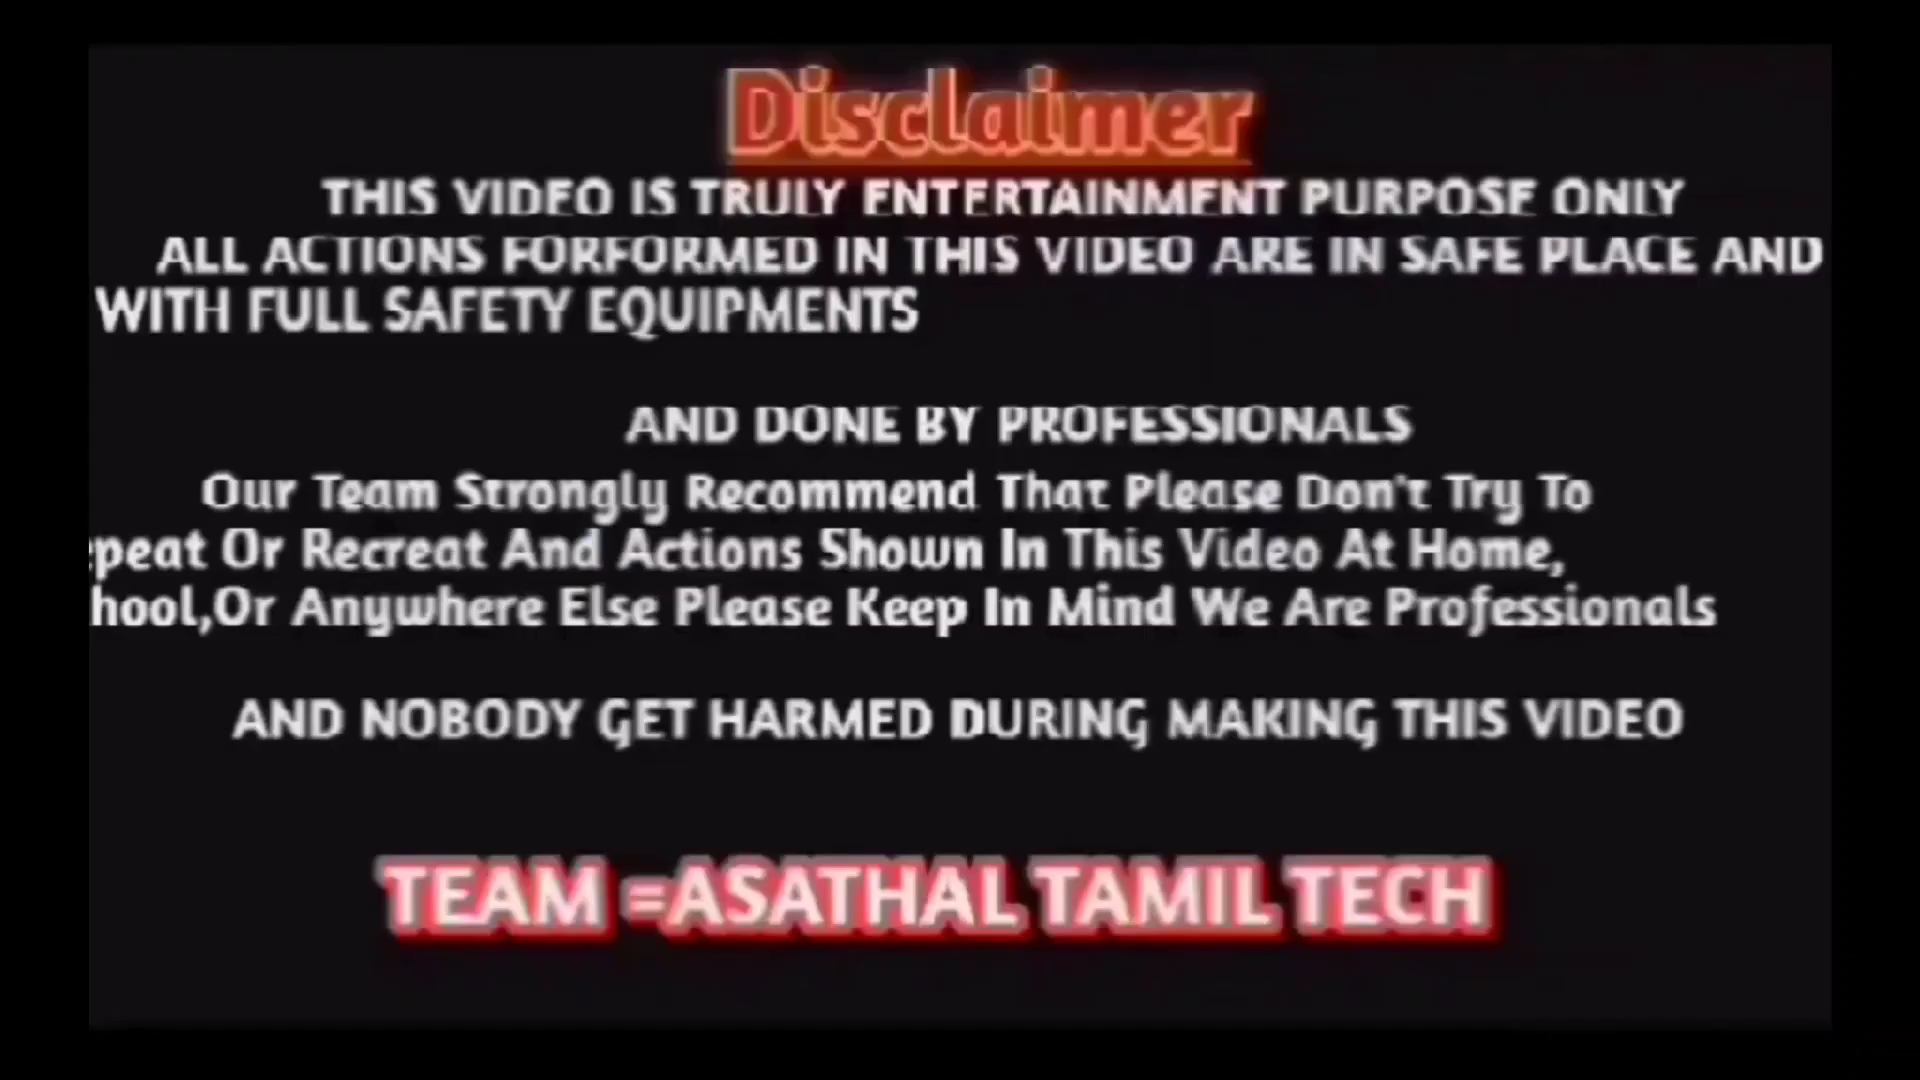 Disclaimer
THIS VIDEO IS TRULY ENTERTAINMENT PURPOSE ONLY
ALL ACTIONS FORFORMED IN THIS VIDEO ARE IN SAFE PLACE AND
WITH FULL SAFETY EQUIPMENTS
AND DONE BY PROFESSIONALS
Our Team Strongly Recommend That Please Don't Try To
peat Or Recreat And Actions Shown In This Video At Home,
hool,Or Anywhere Else Please Keep In Mind We Are Professionals
AND NOBODY GET HARMED DURING MAKING THIS VIDEO
TEAM =ASATHAL TAMIL TECH